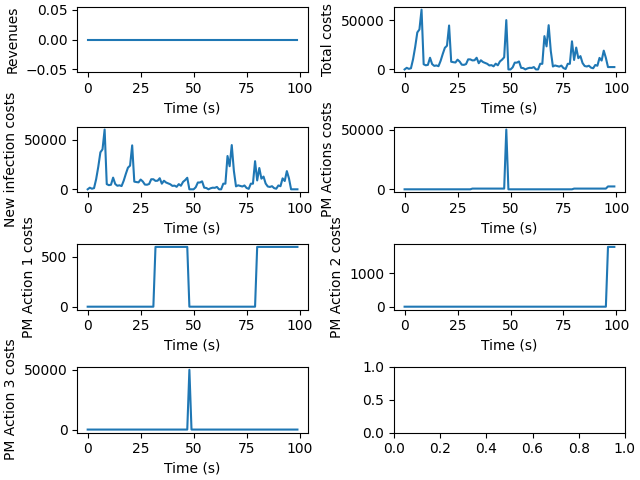 Revenues
0.05
0.00
−0.05
0 25 50 75 100
Time (s)
Total costs
50000
0
0 25 50 75 100
Time (s)
New infection costs
50000
0
0 25 50 75 100
Time (s)
PM Actions costs
50000
0
0 25 50 75 100
Time (s)
PM Action 1 costs
500
0
0 25 50 75 100
Time (s)
PM Action 2 costs
1000
0
0 25 50 75 100
Time (s)
PM Action 3 costs
50000
0
0 25 50 75 100
Time (s)
1.0
0.5
0.0
0.0 0.2 0.4 0.6 0.8 1.0